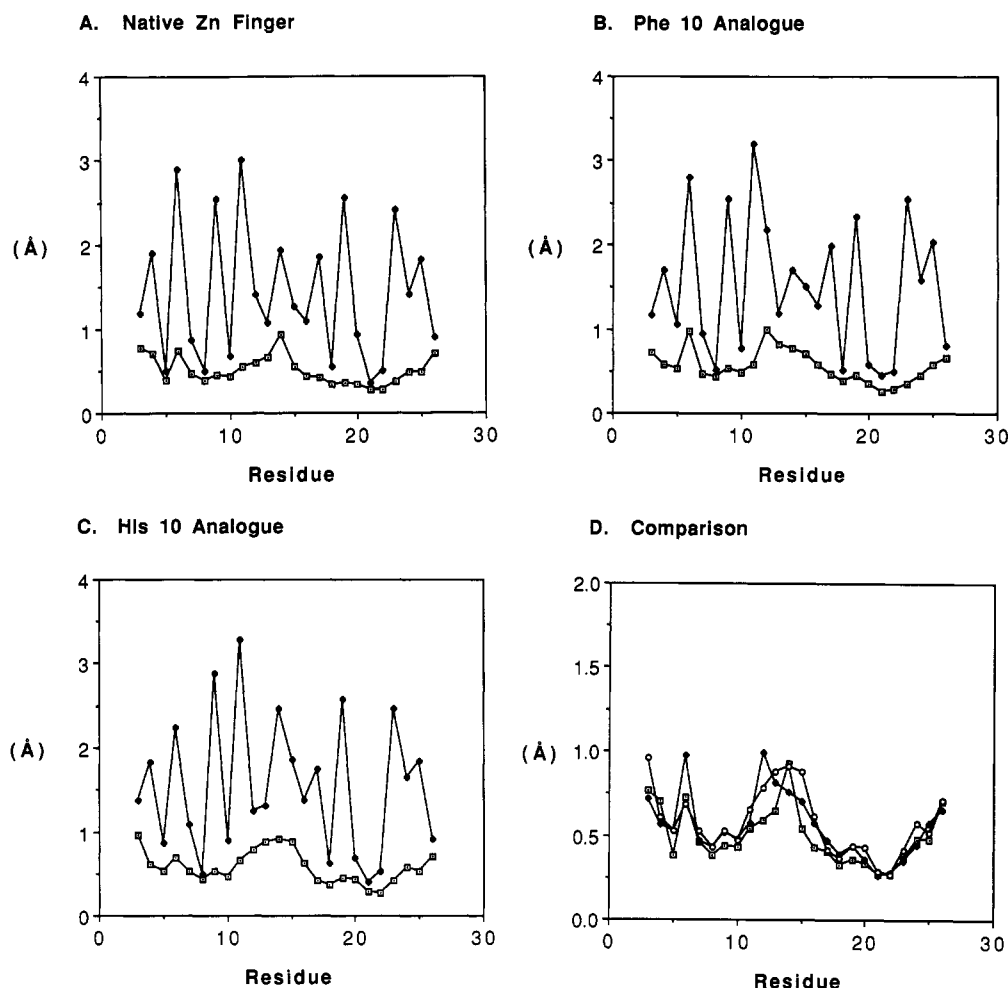 A. Native Zn Finger
B. Phe 10 Analogue
4
3
(Å) 2
1
0
0 10 20 30
Residue
4
3
(Å) 2
1
0
0 10 20 30
Residue
C. His 10 Analogue
D. Comparison
4
3
(Å) 2
1
0
0 10 20 30
Residue
2.0
1.5
(Å) 1.0
0.5
0.0
0 10 20 30
Residue